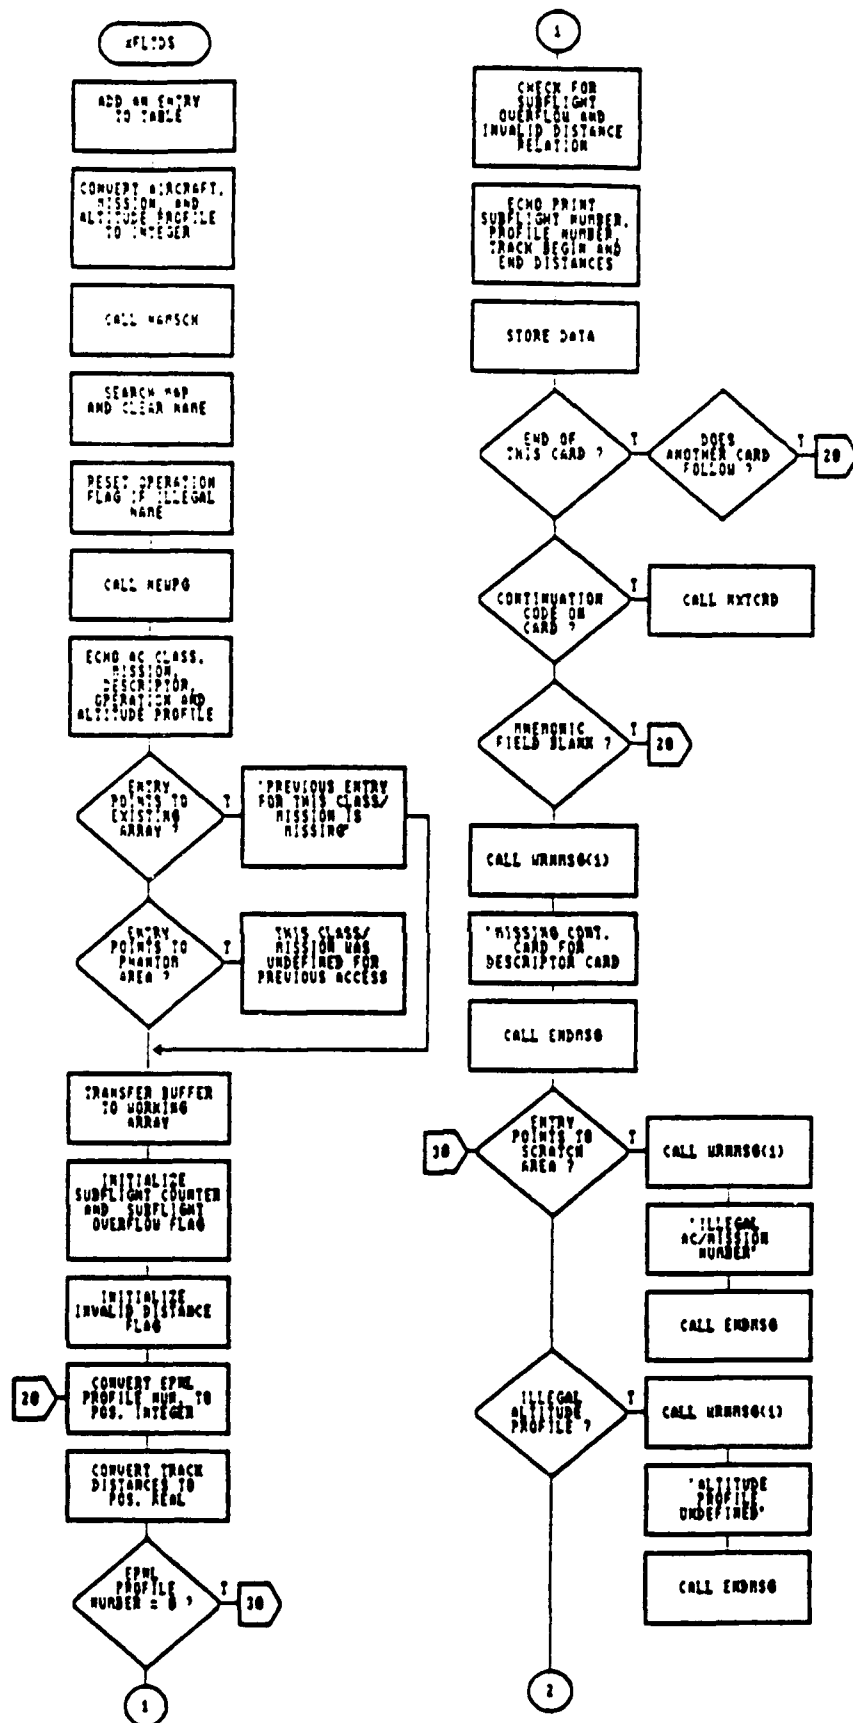 xFLTDS
ADD AN ENTRY
TO TABLE
CONVERT AIRCRAFT,
MISSION, AND
ALTITUDE PROFILE
TO INTEGER
CALL NAMSCH
SEARCH MAP
AND CLEAR NAME
RESET OPERATION
FLAG IF ILLEGAL
NAME
CALL NEWPG
ECHO AC CLASS,
MISSION,
DESCRIPTOR,
OPERATION AND
ALTITUDE PROFILE
ENTRY
POINTS TO
EXISTING
ARRAY ?
T
'PREVIOUS ENTRY
FOR THIS CLASS/
MISSION IS
MISSING'
ENTRY
POINTS TO
PHANTOM
AREA ?
T
THIS CLASS/
MISSION WAS
UNDEFINED FOR
PREVIOUS ACCESS
TRANSFER BUFFER
TO WORKING
ARRAY
INITIALIZE
SUBFLIGHT COUNTER
AND SUBFLIGHT
OVERFLOW FLAG
INITIALIZE
INVALID DISTANCE
FLAG
20
CONVERT EPNL
PROFILE NUM. TO
POS. INTEGER
CONVERT TRACK
DISTANCES TO
POS. REAL
EPNL
PROFILE
NUMBER = 0 ?
T
30
1
1
CHECK FOR
SUBFLIGHT
OVERFLOW AND
INVALID DISTANCE
RELATION
ECHO PRINT
SUBFLIGHT NUMBER,
PROFILE NUMBER,
TRACK BEGIN AND
END DISTANCES
STORE DATA
END OF
THIS CARD ?
T
DOES
ANOTHER CARD
FOLLOW ?
T
20
CONTINUATION
CODE ON
CARD ?
T
CALL NXTCRD
MNEMONIC
FIELD BLANK ?
T
20
CALL WRNMSG(1)
'MISSING CONT.
CARD FOR
DESCRIPTOR CARD
CALL ENDMSG
30
ENTRY
POINTS TO
SCRATCH
AREA ?
T
CALL WRNMSG(1)
'ILLEGAL
AC/MISSION
NUMBER'
CALL ENDMSG
ILLEGAL
ALTITUDE
PROFILE ?
T
CALL WRNMSG(1)
'ALTITUDE
PROFILE
UNDEFINED'
CALL ENDMSG
2